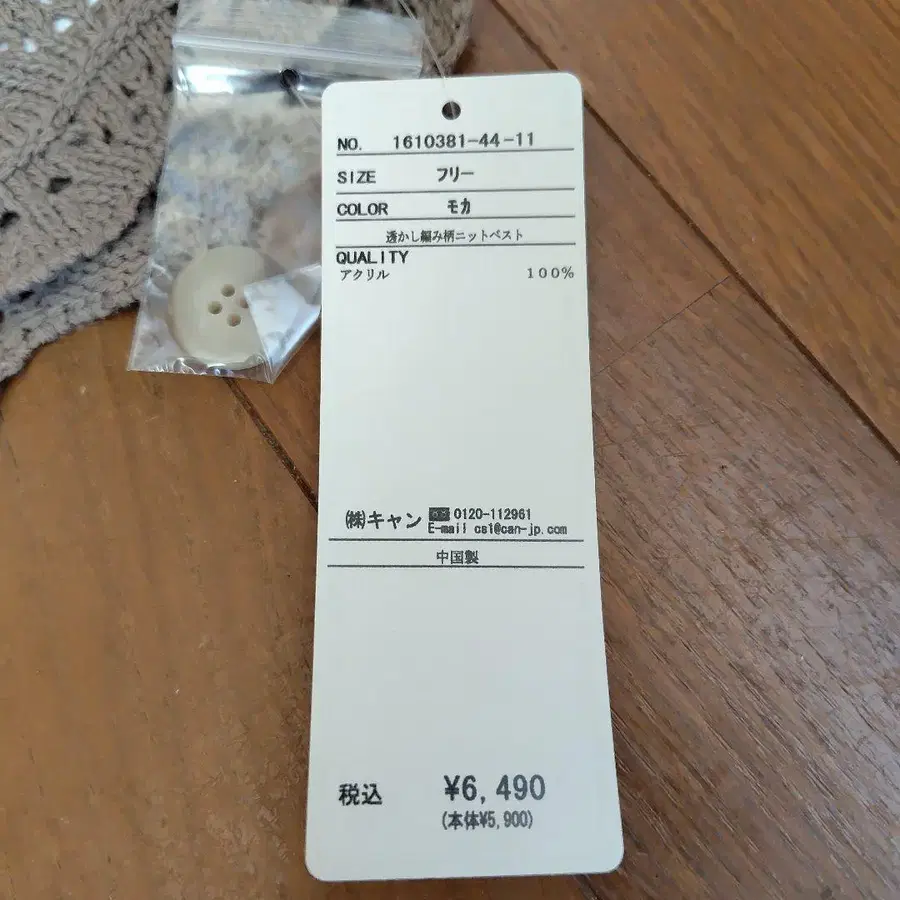 NO. 1610381-44-11
SIZE フリー
COLOR モカ
透かし編み柄ニットベスト
QUALITY
アクリル 100%
㈱キャン 0120-112961
E-mail cs1@can-jp.com
中国製
税込 ¥6,490
(本体¥5,900)